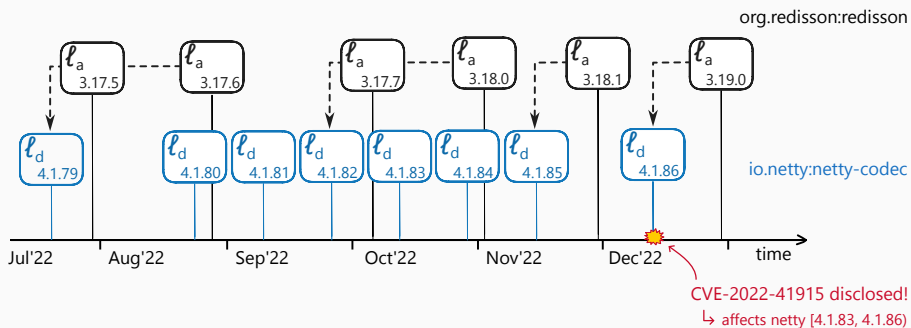 org.redisson:redisson
ℓa 3.17.5
ℓa 3.17.6
ℓa 3.17.7
ℓa 3.18.0
ℓa 3.18.1
ℓa 3.19.0
ℓd 4.1.79
ℓd 4.1.80
ℓd 4.1.81
ℓd 4.1.82
ℓd 4.1.83
ℓd 4.1.84
ℓd 4.1.85
ℓd 4.1.86
io.netty:netty-codec
Jul'22 Aug'22 Sep'22 Oct'22 Nov'22 Dec'22 time
CVE-2022-41915 disclosed!
↳ affects netty [4.1.83, 4.1.86)